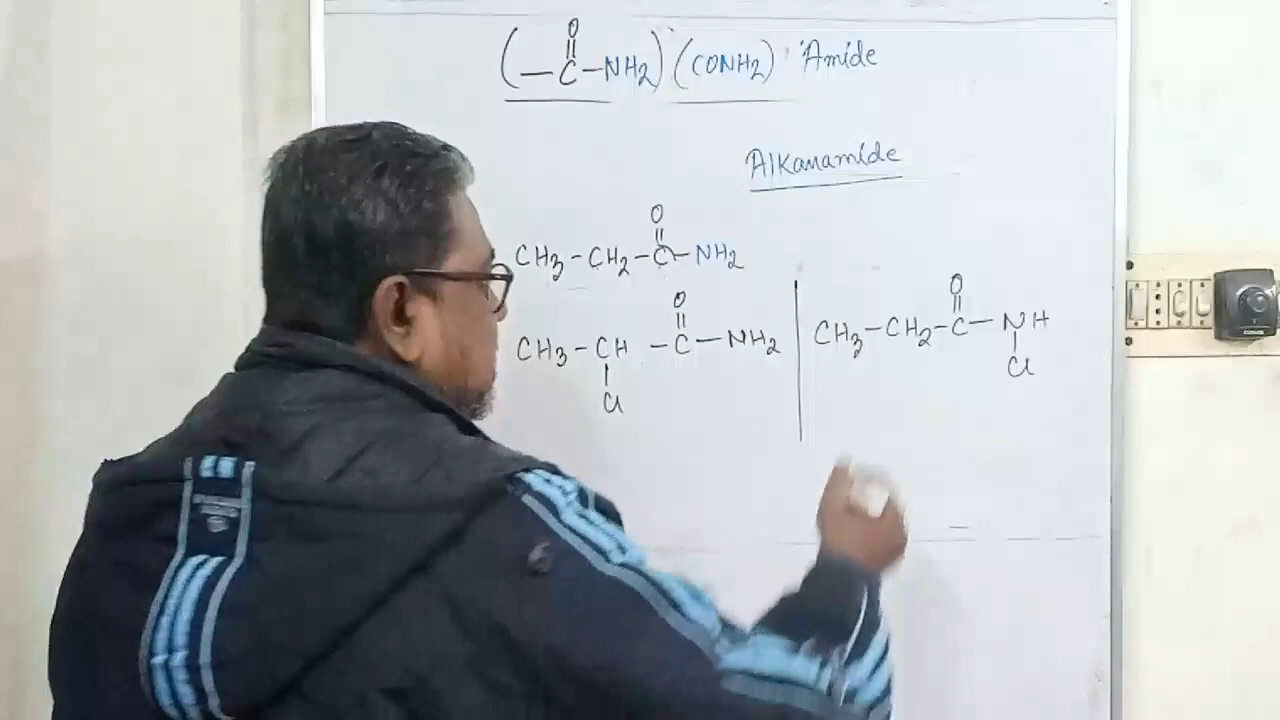 (—C—NH2) (CONH2) Amide
O
Alkanamide
O
CH3-CH2-C-NH2
O
CH3-CH-C-NH2
Cl
O
CH3-CH2-C-NH
Cl